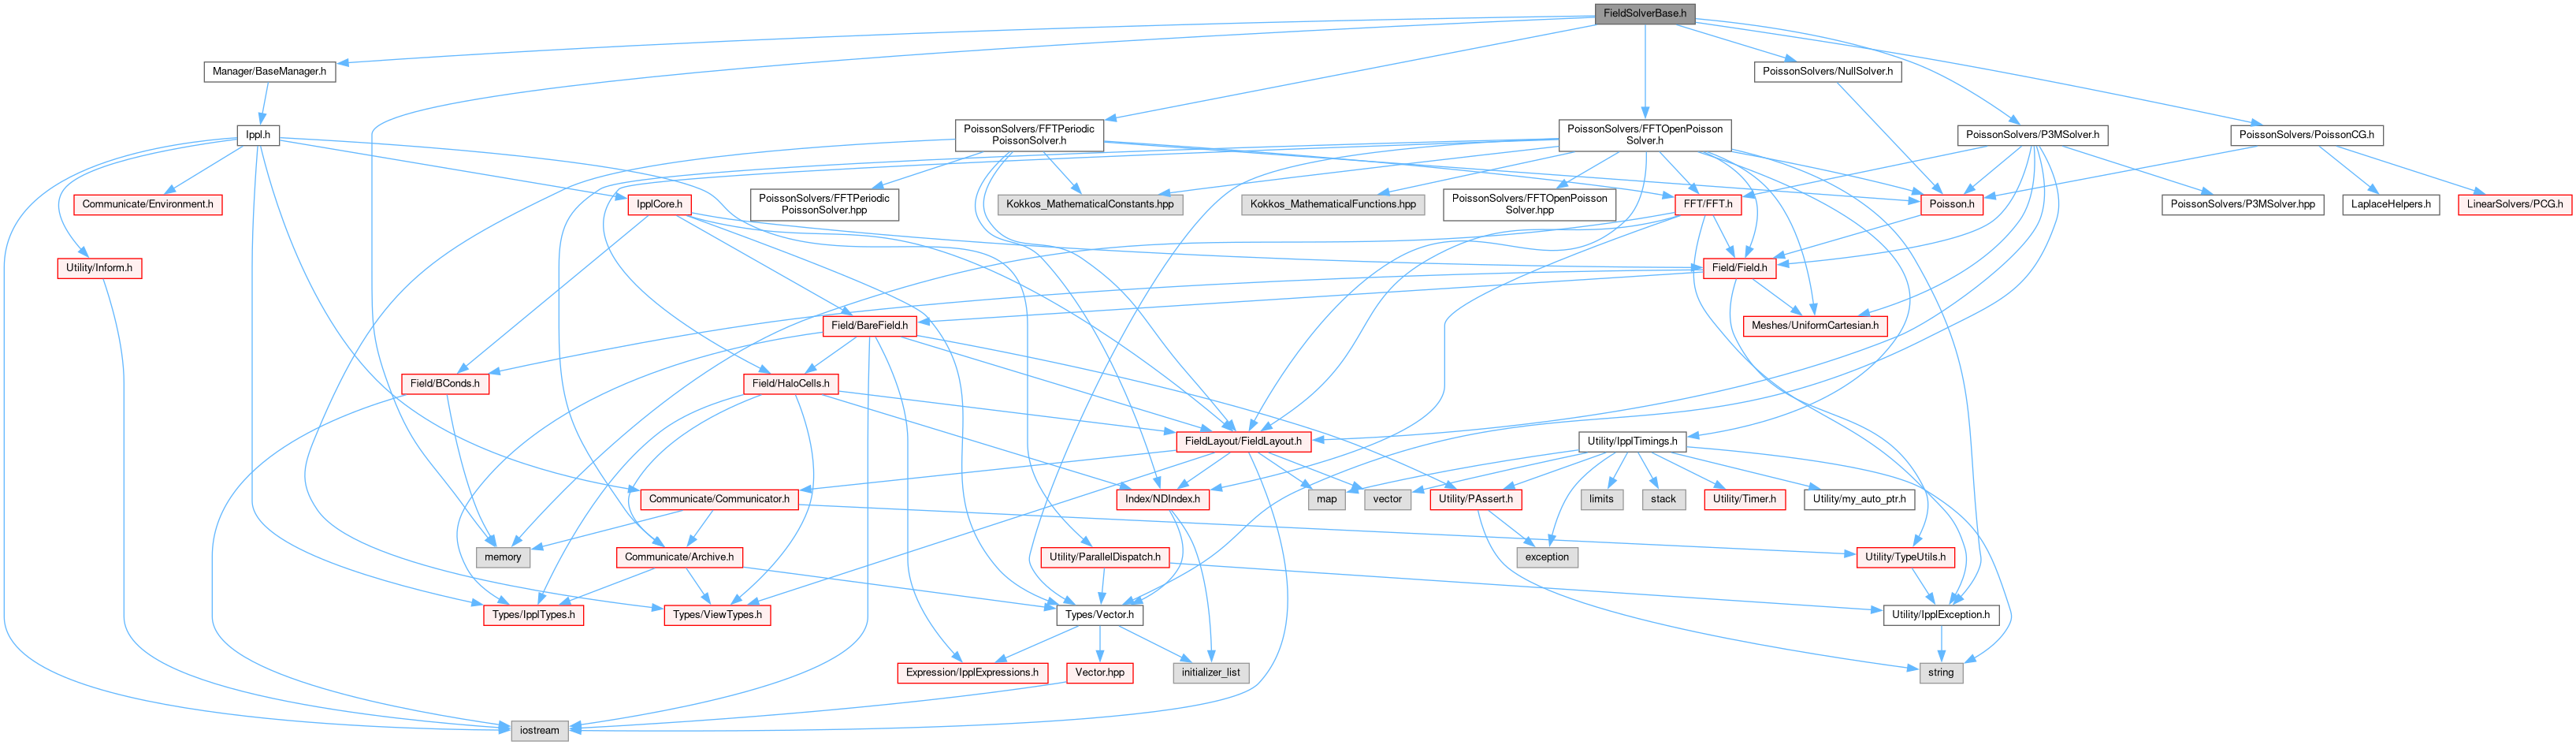 FieldSolverBase.h
Manager/BaseManager.h
PoissonSolvers/NullSolver.h
Ippl.h
PoissonSolvers/FFTPeriodic
PoissonSolver.h
PoissonSolvers/FFTOpenPoisson
Solver.h
PoissonSolvers/P3MSolver.h
PoissonSolvers/PoissonCG.h
Communicate/Environment.h
IpplCore.h
PoissonSolvers/FFTPeriodic
PoissonSolver.hpp
Kokkos_MathematicalConstants.hpp
Kokkos_MathematicalFunctions.hpp
PoissonSolvers/FFTOpenPoisson
Solver.hpp
FFT/FFT.h
Poisson.h
PoissonSolvers/P3MSolver.hpp
LaplaceHelpers.h
LinearSolvers/PCG.h
Utility/Inform.h
Field/Field.h
Field/BareField.h
Meshes/UniformCartesian.h
Field/BConds.h
Field/HaloCells.h
FieldLayout/FieldLayout.h
Utility/IpplTimings.h
Communicate/Communicator.h
Index/NDIndex.h
map
vector
Utility/PAssert.h
limits
stack
Utility/Timer.h
Utility/my_auto_ptr.h
memory
Communicate/Archive.h
Utility/ParallelDispatch.h
exception
Utility/TypeUtils.h
Types/IpplTypes.h
Types/ViewTypes.h
Types/Vector.h
Utility/IpplException.h
Expression/IpplExpressions.h
Vector.hpp
initializer_list
string
iostream